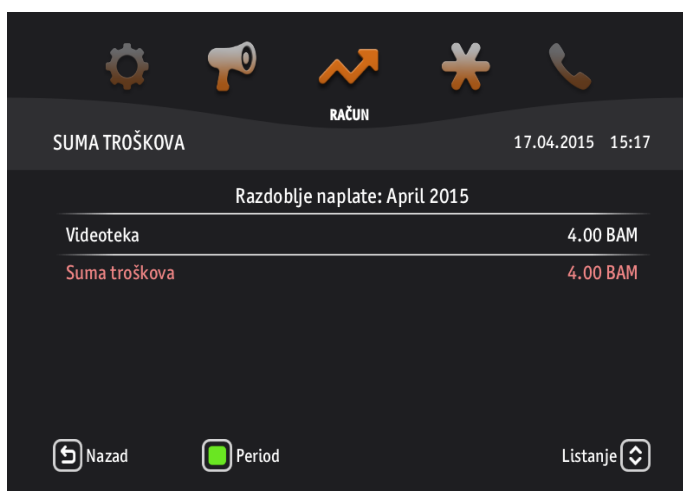 RAČUN
SUMA TROŠKOVA 17.04.2015 15:17
Razdoblje naplate: April 2015
Videoteka 4.00 BAM
Suma troškova 4.00 BAM
Nazad Period Listanje